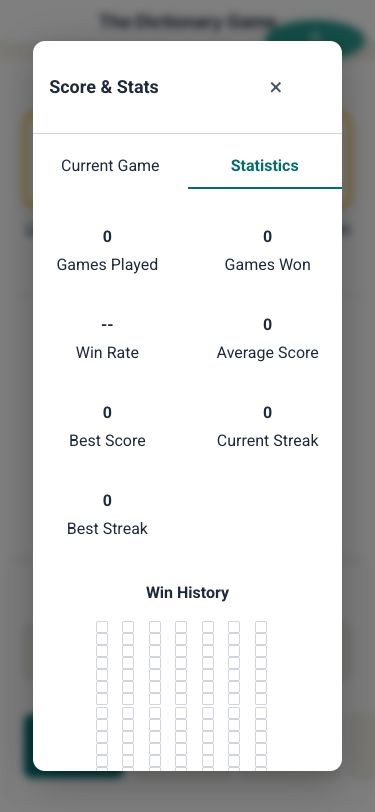 The Dictionary Game
Score & Stats
×
Current Game
Statistics
0
Games Played
0
Games Won
--
Win Rate
0
Average Score
0
Best Score
0
Current Streak
0
Best Streak
Win History